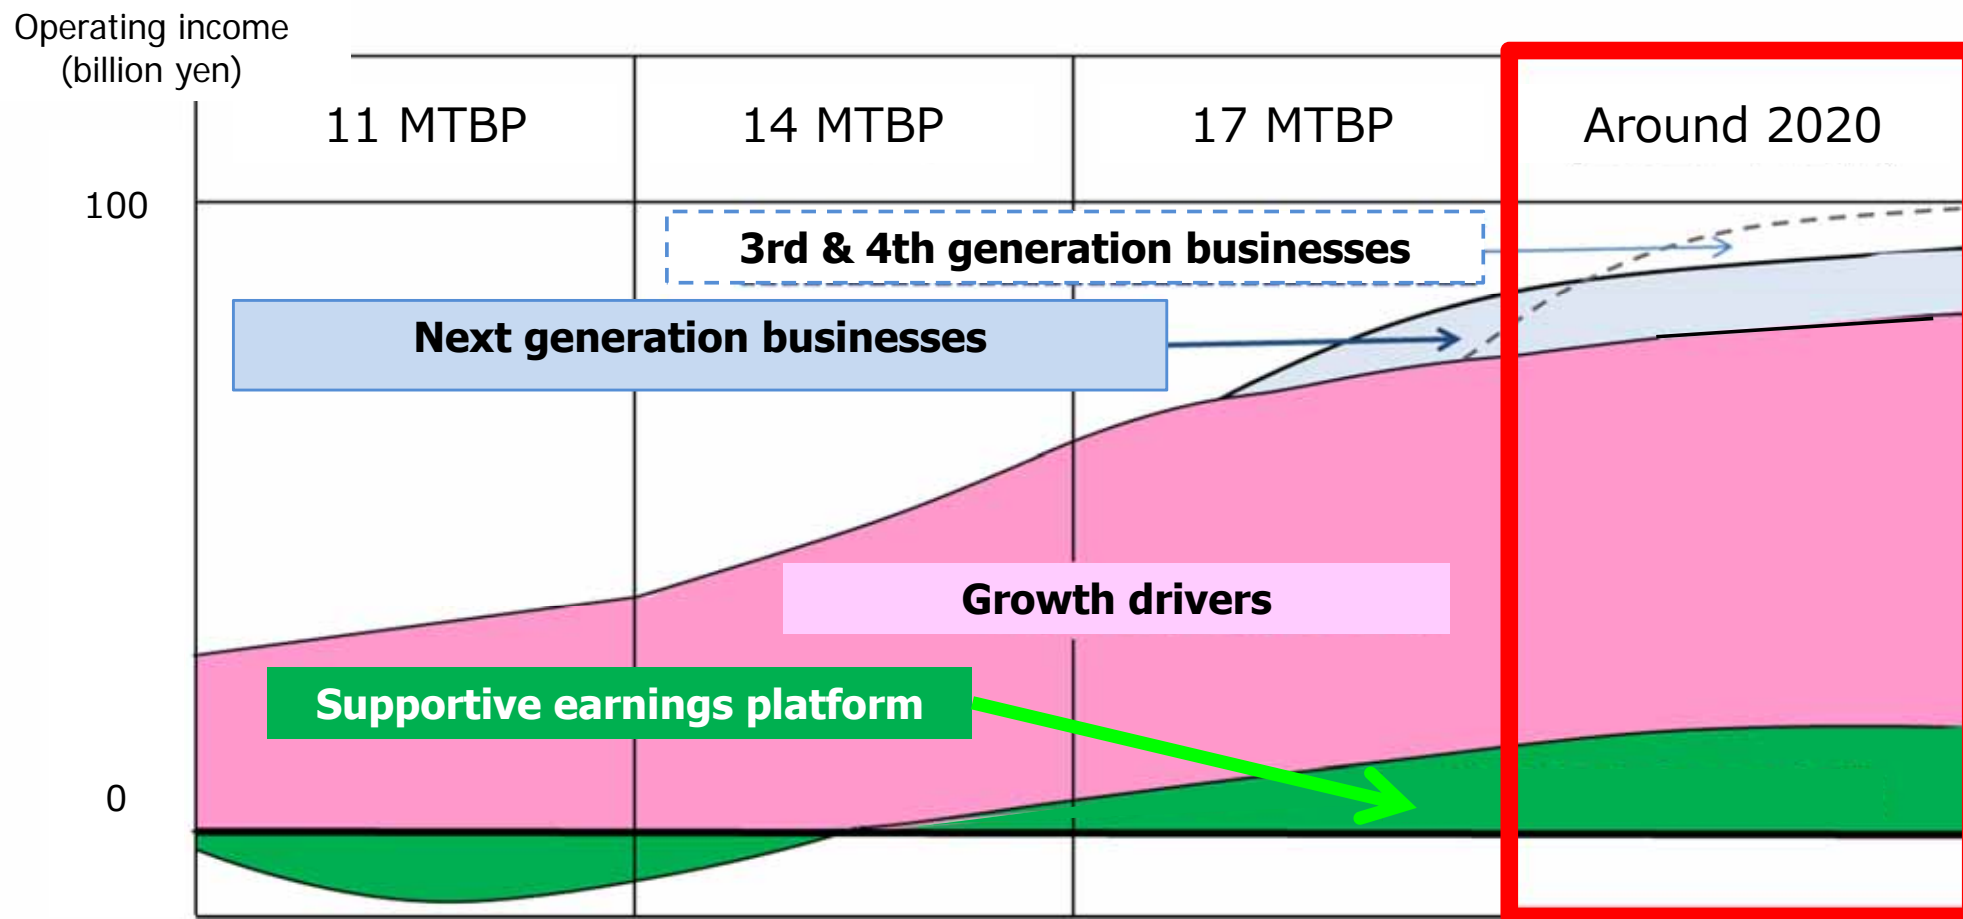 Operating income
(billion yen)
11 MTBP
14 MTBP
17 MTBP
Around 2020
100
3rd & 4th generation businesses
Next generation businesses
Growth drivers
Supportive earnings platform
0